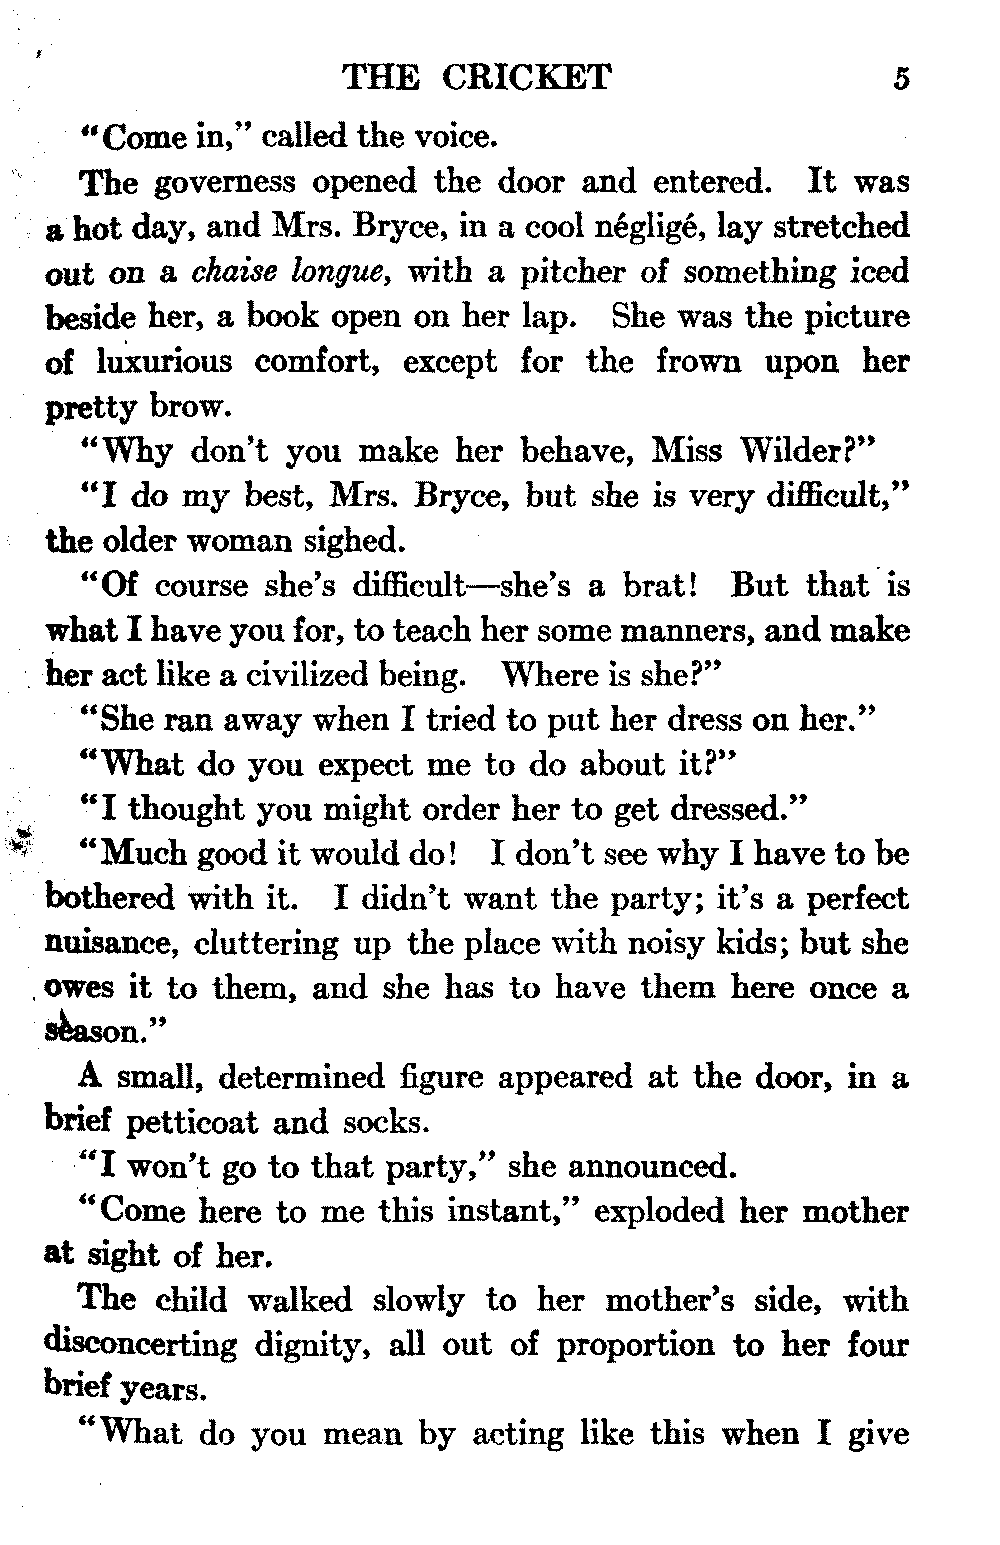 THE CRICKET 5
“Come in,” called the voice.
The governess opened the door and entered. It was
a hot day, and Mrs. Bryce, in a cool négligé, lay stretched
out on a chaise longue, with a pitcher of something iced
beside her, a book open on her lap. She was the picture
of luxurious comfort, except for the frown upon her
pretty brow.
“Why don’t you make her behave, Miss Wilder?”
“I do my best, Mrs. Bryce, but she is very difficult,”
the older woman sighed.
“Of course she’s difficult—she’s a brat! But that is
what I have you for, to teach her some manners, and make
her act like a civilized being. Where is she?”
“She ran away when I tried to put her dress on her.”
“What do you expect me to do about it?”
“I thought you might order her to get dressed.”
“Much good it would do! I don’t see why I have to be
bothered with it. I didn’t want the party; it’s a perfect
nuisance, cluttering up the place with noisy kids; but she
owes it to them, and she has to have them here once a
season.”
A small, determined figure appeared at the door, in a
brief petticoat and socks.
“I won’t go to that party,” she announced.
“Come here to me this instant,” exploded her mother
at sight of her.
The child walked slowly to her mother’s side, with
disconcerting dignity, all out of proportion to her four
brief years.
“What do you mean by acting like this when I give